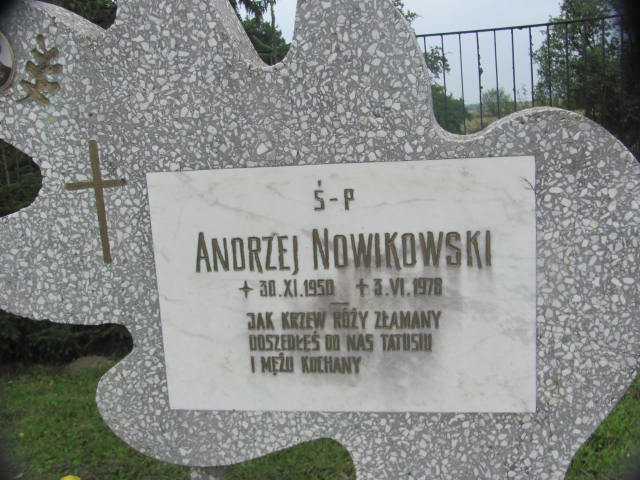 Ś-P
ANDRZEJ NOWIKOWSKI
+ 30.XI.1950 + 3.VI.1978
JAK KRZEW RÓŻY ZŁAMANY
ODSZEDŁEŚ OD NAS TATUSIU
I MĘŻU KOCHANY